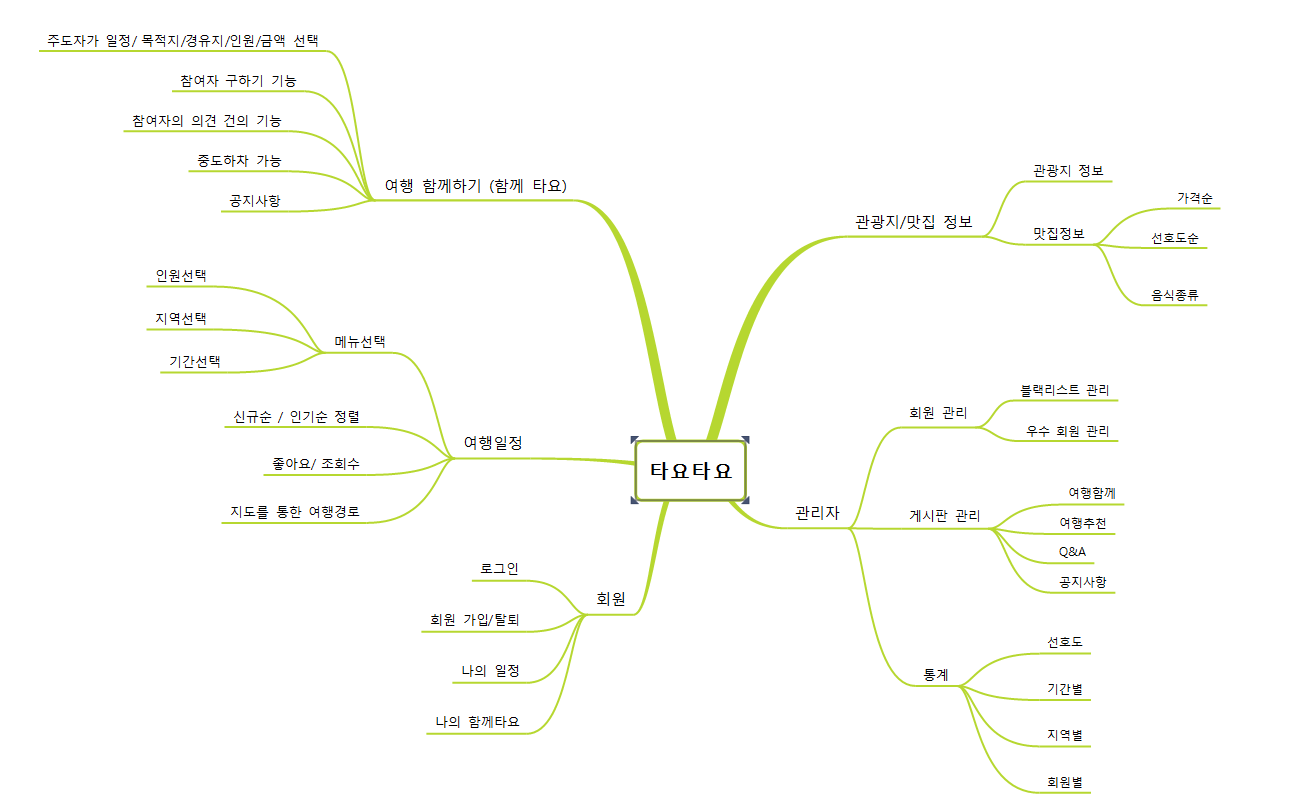 주도자가 일정/ 목적지/경유지/인원/금액 선택
참여자 구하기 기능
참여자의 의견 건의 기능
중도하차 가능
공지사항
여행 함께하기 (함께 타요)
인원선택
지역선택
기간선택
메뉴선택
신규순 / 인기순 정렬
좋아요/ 조회수
지도를 통한 여행경로
여행일정
로그인
회원 가입/탈퇴
나의 일정
나의 함께타요
회원
타요타요
관광지/맛집 정보
관광지 정보
맛집정보
가격순
선호도순
음식종류
관리자
회원 관리
블랙리스트 관리
우수 회원 관리
게시판 관리
여행함께
여행추천
Q&A
공지사항
통계
선호도
기간별
지역별
회원별